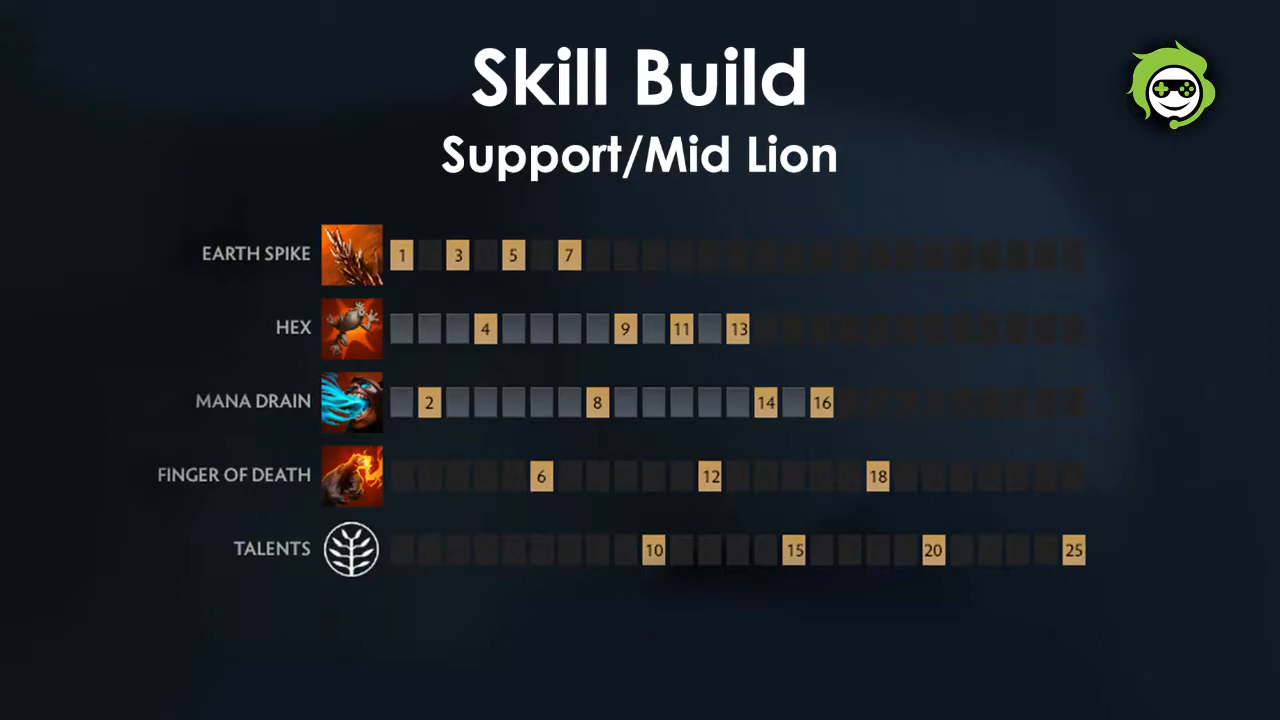 Skill Build
Support/Mid Lion
EARTH SPIKE 1 3 5 7
HEX 4 9 11 13
MANA DRAIN 2 8 14 16
FINGER OF DEATH 6 12 18
TALENTS 10 15 20 25